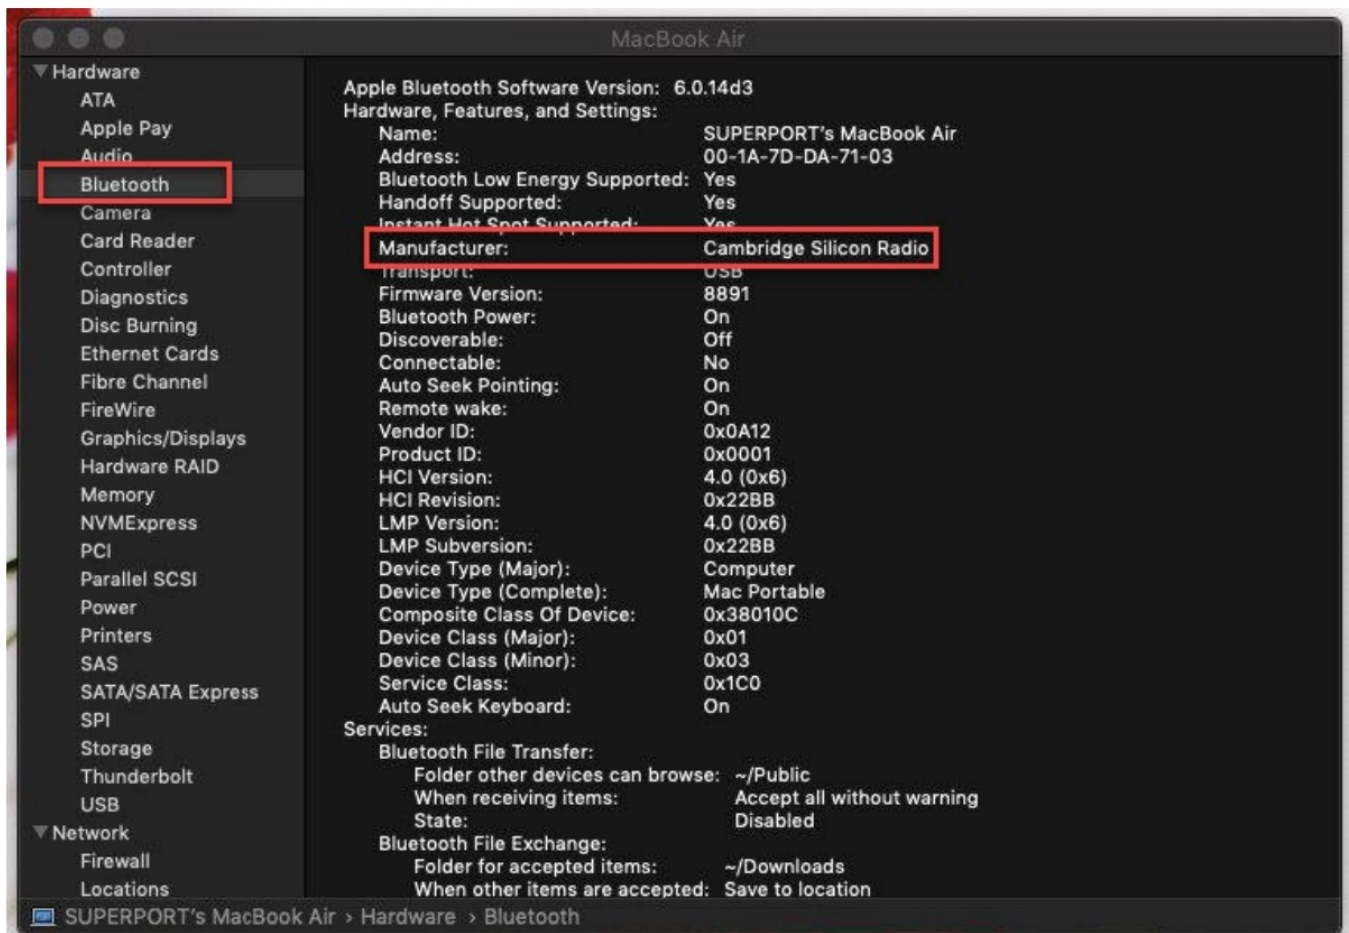 MacBook Air
Hardware
ATA
Apple Pay
Audio
Bluetooth
Camera
Card Reader
Controller
Diagnostics
Disc Burning
Ethernet Cards
Fibre Channel
FireWire
Graphics/Displays
Hardware RAID
Memory
NVMExpress
PCI
Parallel SCSI
Power
Printers
SAS
SATA/SATA Express
SPI
Storage
Thunderbolt
USB
Network
Firewall
Locations
Apple Bluetooth Software Version: 6.0.14d3
Hardware, Features, and Settings:
Name: SUPERPORT's MacBook Air
Address: 00-1A-7D-DA-71-03
Bluetooth Low Energy Supported: Yes
Handoff Supported: Yes
Instant Hot Spot Supported: Yes
Manufacturer: Cambridge Silicon Radio
Transport: USB
Firmware Version: 8891
Bluetooth Power: On
Discoverable: Off
Connectable: No
Auto Seek Pointing: On
Remote wake: On
Vendor ID: 0x0A12
Product ID: 0x0001
HCI Version: 4.0 (0x6)
HCI Revision: 0x22BB
LMP Version: 4.0 (0x6)
LMP Subversion: 0x22BB
Device Type (Major): Computer
Device Type (Complete): Mac Portable
Composite Class Of Device: 0x38010C
Device Class (Major): 0x01
Device Class (Minor): 0x03
Service Class: 0x1C0
Auto Seek Keyboard: On
Services:
Bluetooth File Transfer:
Folder other devices can browse: ~/Public
When receiving items: Accept all without warning
State: Disabled
Bluetooth File Exchange:
Folder for accepted items: ~/Downloads
When other items are accepted: Save to location
SUPERPORT's MacBook Air › Hardware › Bluetooth